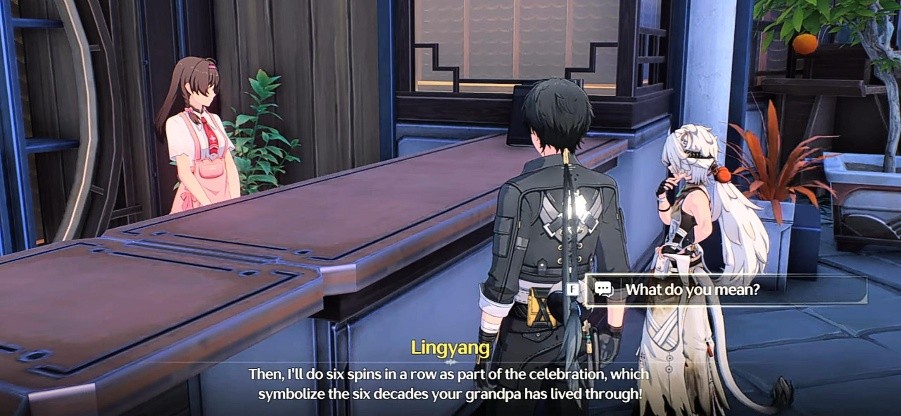 F
What do you mean?
Lingyang
Then, I'll do six spins in a row as part of the celebration, which
symbolize the six decades your grandpa has lived through!